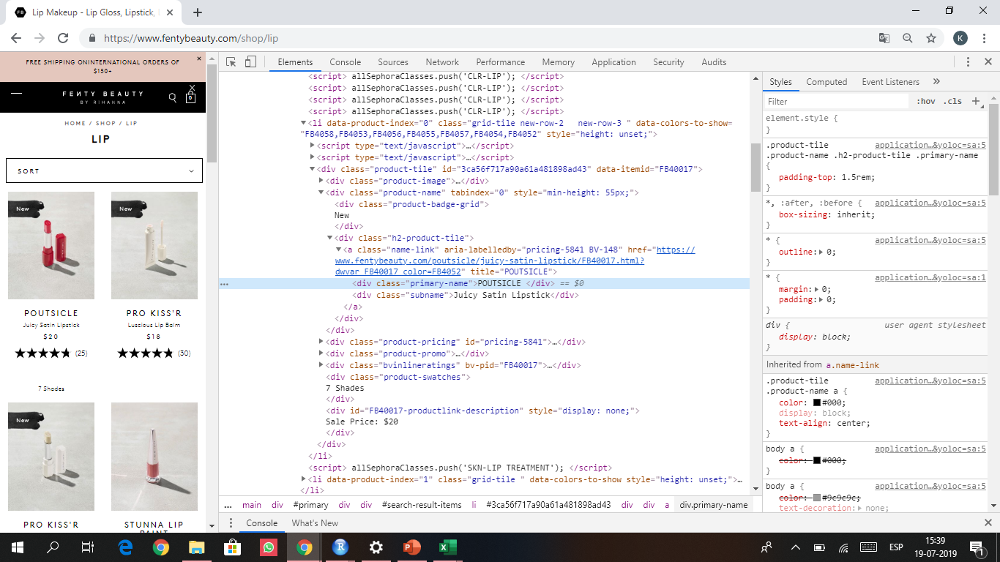 Lip Makeup - Lip Gloss, Lipstick,
https://www.fentybeauty.com/shop/lip
K
FREE SHIPPING ONINTERNATIONAL ORDERS OF
$150+
FENTY BEAUTY
BY RIHANNA
0
HOME / SHOP / LIP
LIP
SORT
New
New
POUTSICLE
Juicy Satin Lipstick
$20
(25)
7 Shades
PRO KISS'R
Luscious Lip Balm
$18
(30)
New
PRO KISS'R
STUNNA LIP
PAINT
Elements Console Sources Network Performance Memory Application Security Audits
<script> allSephoraClasses.push('CLR-LIP'); </script>
<script> allSephoraClasses.push('CLR-LIP'); </script>
<script> allSephoraClasses.push('CLR-LIP'); </script>
<script> allSephoraClasses.push('CLR-LIP'); </script>
<li data-product-index="0" class="grid-tile new-row-2   new-row-3 " data-colors-to-show=
"FB4058,FB4053,FB4056,FB4055,FB4057,FB4054,FB4052" style="height: unset;">
<script type="text/javascript">…</script>
<script type="text/javascript">…</script>
<div class="product-tile" id="3ca56f717a90a61a481898ad43" data-itemid="FB40017">
<div class="product-image">…</div>
<div class="product-name" tabindex="0" style="min-height: 55px;">
<div class="product-badge-grid">
New
</div>
<div class="h2-product-tile">
<a class="name-link" aria-labelledby="pricing-5841 BV-148" href="https://
www.fentybeauty.com/poutsicle/juicy-satin-lipstick/FB40017.html?
dwvar_FB40017_color=FB4052" title="POUTSICLE">
… <div class="primary-name">POUTSICLE </div> == $0
<div class="subname">Juicy Satin Lipstick</div>
</a>
</div>
</div>
<div class="product-pricing" id="pricing-5841">…</div>
<div class="product-promo">…</div>
<div class="bvinlineratings" bv-pid="FB40017">…</div>
<div class="product-swatches">
7 Shades
</div>
<div id="FB40017-productlink-description" style="display: none;">
Sale Price: $20
</div>
</div>
</li>
<script> allSephoraClasses.push('SKN-LIP TREATMENT'); </script>
<li data-product-index="1" class="grid-tile " data-colors-to-show style="height: unset;">…
</li>
... main div #primary div div #search-result-items li #3ca56f717a90a61a481898ad43 div div a div.primary-name
Console What's New
Styles Computed Event Listeners »
Filter :hov .cls +
element.style {
}
.product-tile application…&yoloc=sa:5
.product-name .h2-product-tile .primary-name
{
padding-top: 1.5rem;
}
*, :after, :before { application…&yoloc=sa:5
box-sizing: inherit;
}
* { application…&yoloc=sa:5
outline: 0;
}
* { application…&yoloc=sa:1
margin: 0;
padding: 0;
}
div { user agent stylesheet
display: block;
}
Inherited from a.name-link
.product-tile application…&yoloc=sa:5
.product-name a {
color: #000;
display: block;
text-align: center;
}
body a { application…&yoloc=sa:5
color: #000;
}
body a { application…&yoloc=sa:5
color: #9c9c9c;
text-decoration: none;
ESP
15:39
19-07-2019
1